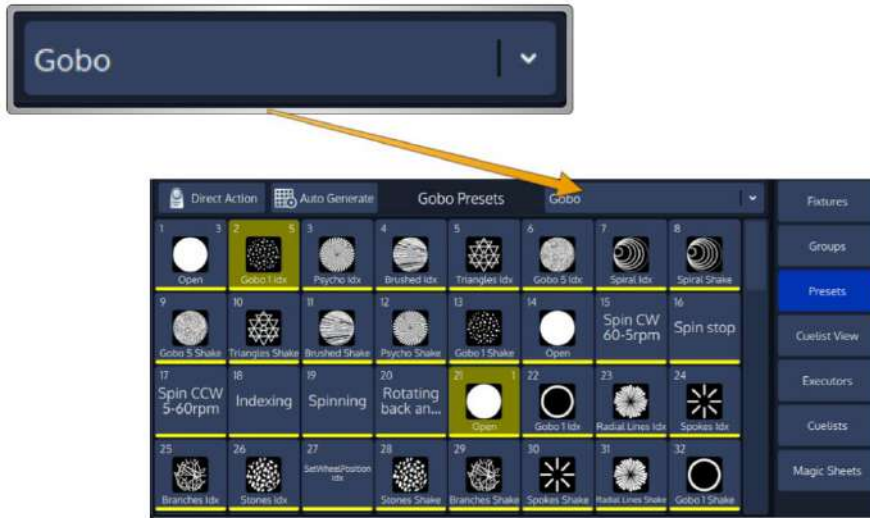 Gobo
Direct Action
Auto Generate
Gobo Presets
Gobo
Fixtures
1 3
Open
2 5
Gobo 1 Idx
3
Psycho Idx
4
Brushed Idx
5
Triangles Idx
6
Gobo 5 Idx
7
Spiral Idx
8
Spiral Shake
Groups
Presets
9
Gobo 5 Shake
10
Triangles Shake
11
Brushed Shake
12
Psycho Shake
13
Gobo 1 Shake
14
Open
15
Spin CW
60-5rpm
16
Spin stop
Cuelist View
17
Spin CCW
5-60rpm
18
Indexing
19
Spinning
20
Rotating
back an...
21 1
Open
22
Gobo 1 Idx
23
Radial Lines Idx
24
Spokes Idx
Executors
Cuelists
25
Branches Idx
26
Stones Idx
27
SetWheelPosition
Idx
28
Stones Shake
29
Branches Shake
30
Spokes Shake
31
Radial Lines Shake
32
Gobo 1 Shake
Magic Sheets